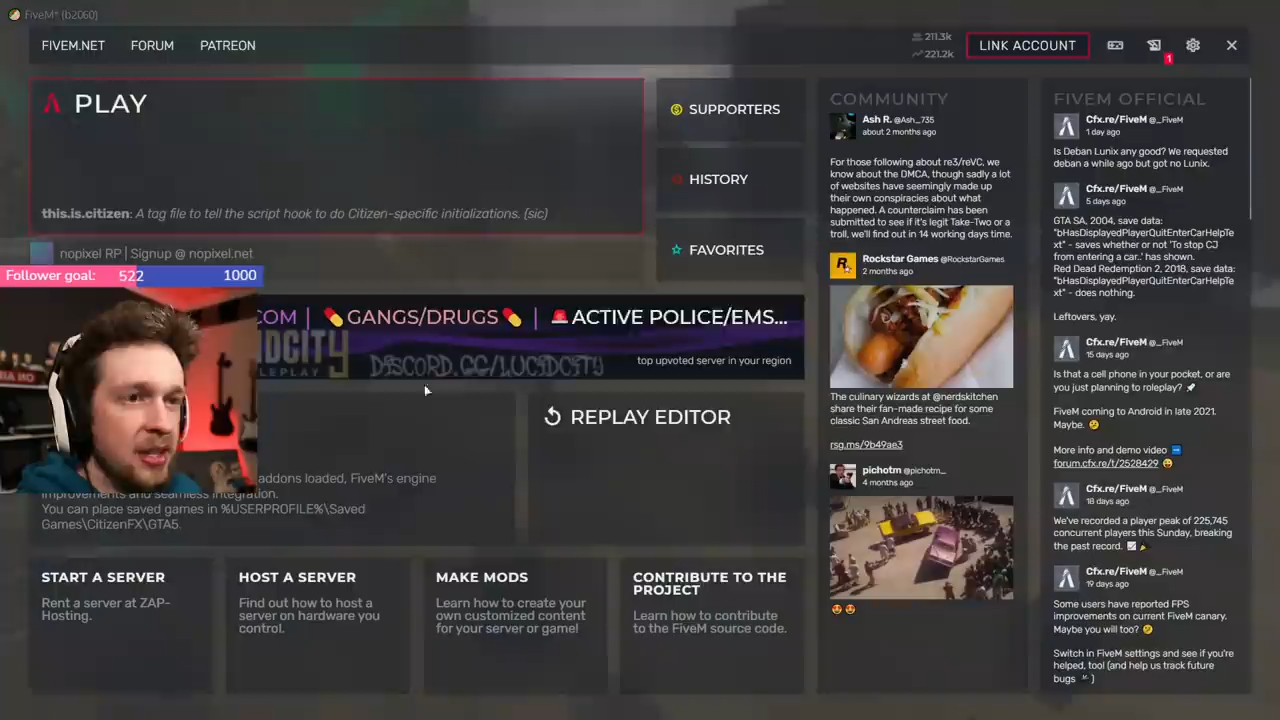 FiveM* (b2060)
FIVEM.NET
FORUM
PATREON
211.3k
221.2k
LINK ACCOUNT
1
PLAY
this.is.citizen: A tag file to tell the script hook to do Citizen-specific initializations. (sic)
nopixel RP | Signup @ nopixel.net
Follower goal: 522 1000
SUPPORTERS
HISTORY
FAVORITES
COM | 💊GANGS/DRUGS💊 | 🚨ACTIVE POLICE/EMS...
DISCORD.GG/LUCIDCITY
top upvoted server in your region
addons loaded, FiveM's engine
improvements and seamless integration.
You can place saved games in %USERPROFILE%\Saved
Games\CitizenFX\GTA5.
REPLAY EDITOR
START A SERVER
Rent a server at ZAP-
Hosting.
HOST A SERVER
Find out how to host a
server on hardware you
control.
MAKE MODS
Learn how to create your
own customized content
for your server or game!
CONTRIBUTE TO THE
PROJECT
Learn how to contribute
to the FiveM source code.
COMMUNITY
Ash R. @Ash_735
about 2 months ago
For those following about re3/reVC, we
know about the DMCA, though sadly a lot
of websites have seemingly made up
their own conspiracies about what
happened. A counterclaim has been
submitted to see if it's legit Take-Two or a
troll, we'll find out in 14 working days time.
Rockstar Games @RockstarGames
2 months ago
The culinary wizards at @nerdskitchen
share their fan-made recipe for some
classic San Andreas street food.
rsg.ms/9b49ae3
pichotm @pichotm_
4 months ago
😍😍
FIVEM OFFICIAL
Cfx.re/FiveM @_FiveM
1 day ago
Is Deban Lunix any good? We requested
deban a while ago but got no Lunix.
Cfx.re/FiveM @_FiveM
5 days ago
GTA SA, 2004, save data:
"bHasDisplayedPlayerQuitEnterCarHelpTe
xt" - saves whether or not 'To stop CJ
from entering a car..' has shown.
Red Dead Redemption 2, 2018, save data:
"bHasDisplayedPlayerQuitEnterCarHelpTe
xt" - does nothing.
Leftovers, yay.
Cfx.re/FiveM @_FiveM
15 days ago
Is that a cell phone in your pocket, or are
you just planning to roleplay?
FiveM coming to Android in late 2021.
Maybe.
More info and demo video
forum.cfx.re/t/2528429
Cfx.re/FiveM @_FiveM
18 days ago
We've recorded a player peak of 225,745
concurrent players this Sunday, breaking
the past record.
Cfx.re/FiveM @_FiveM
19 days ago
Some users have reported FPS
improvements on current FiveM canary.
Maybe you will too?
Switch in FiveM settings and see if you're
helped, too! (and help us track future
bugs )